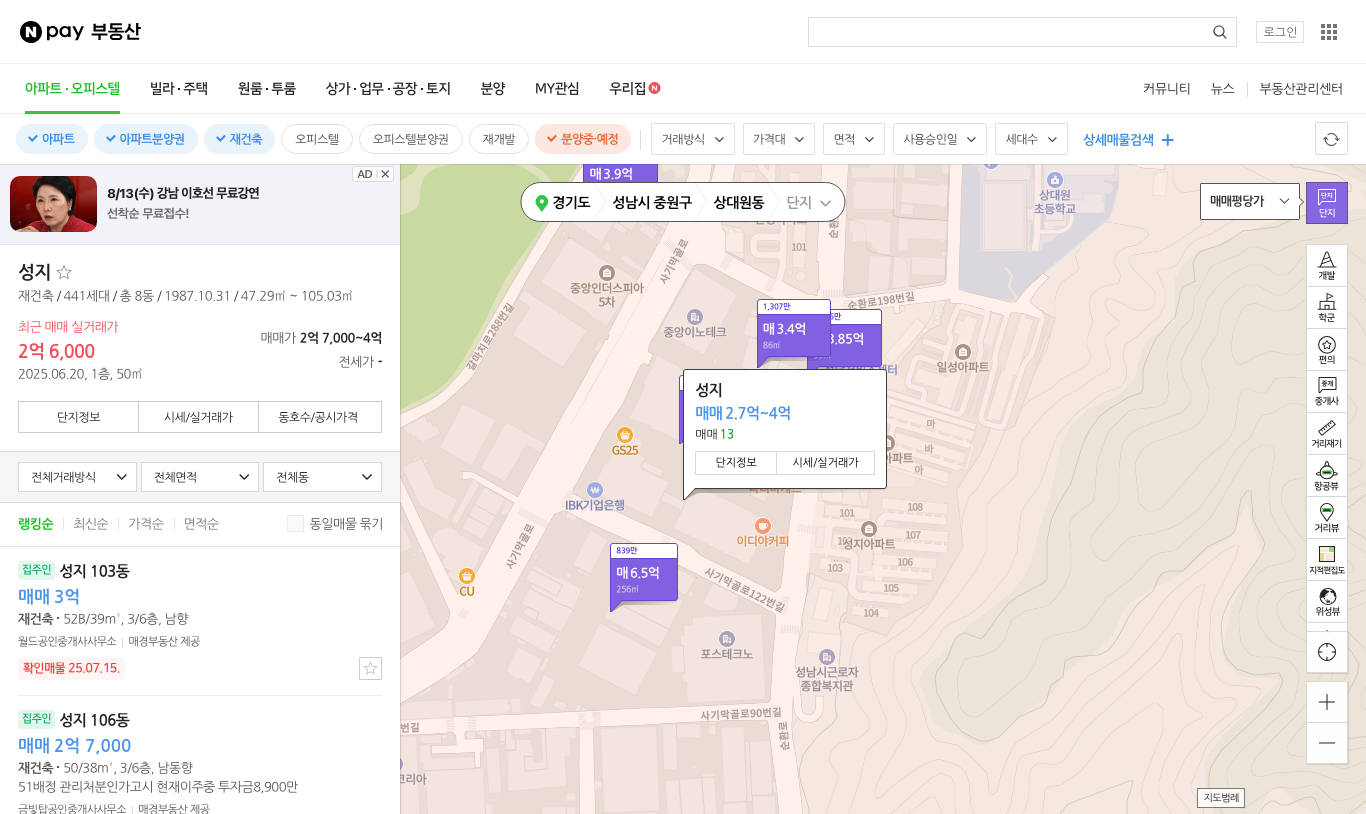 N pay 부동산
로그인
아파트·오피스텔
빌라·주택
원룸·투룸
상가·업무·공장·토지
분양
MY관심
우리집 N
커뮤니티
뉴스
부동산관리센터
아파트
아파트분양권
재건축
오피스텔
오피스텔분양권
재개발
분양중·예정
거래방식
가격대
면적
사용승인일
세대수
상세매물검색
AD
8/13(수) 강남 이호선 무료강연
선착순 무료접수!
성지
재건축 / 441세대 / 총 8동 / 1987.10.31 / 47.29㎡ ~ 105.03㎡
최근 매매 실거래가
2억 6,000
2025.06.20, 1층, 50㎡
매매가 2억 7,000~4억
전세가 -
단지정보
시세/실거래가
동호수/공시가격
전체거래방식
전체면적
전체동
랭킹순
최신순
가격순
면적순
동일매물 묶기
집주인 성지 103동
매매 3억
재건축 · 52B/39㎡, 3/6층, 남향
월드공인중개사사무소 | 매경부동산 제공
확인매물 25.07.15.
집주인 성지 106동
매매 2억 7,000
재건축 · 50/38㎡, 3/6층, 남동향
51배정 관리처분인가고시 현재이주중 투자금8,900만
금빛탑공인중개사사무소 | 매경부동산 제공
매 3.9억
경기도
성남시 중원구
상대원동
단지
매매평당가
단지
단지
상대원
초등학교
101
순환로
사기막골로
중앙인더스피아
5차
갈마치로288번길
중앙이노테크
순환로198번길
1,307만
매 3.4억
86㎡
3.85억
일성아파트
성지
매매 2.7억~4억
매매 13
단지정보
시세/실거래가
마
바
아
GS25
IBK기업은행
이디야커피
성지아파트
101
108
107
106
105
103
104
사기막골로
839만
매 6.5억
256㎡
CU
사기막골로122번길
포스테크노
성남시근로자
종합복지관
사기막골로90번길
순환로
번길
코리아
개발
학군
편의
중개
중개사
거리재기
항공뷰
거리뷰
지적편집도
위성뷰
지도범례